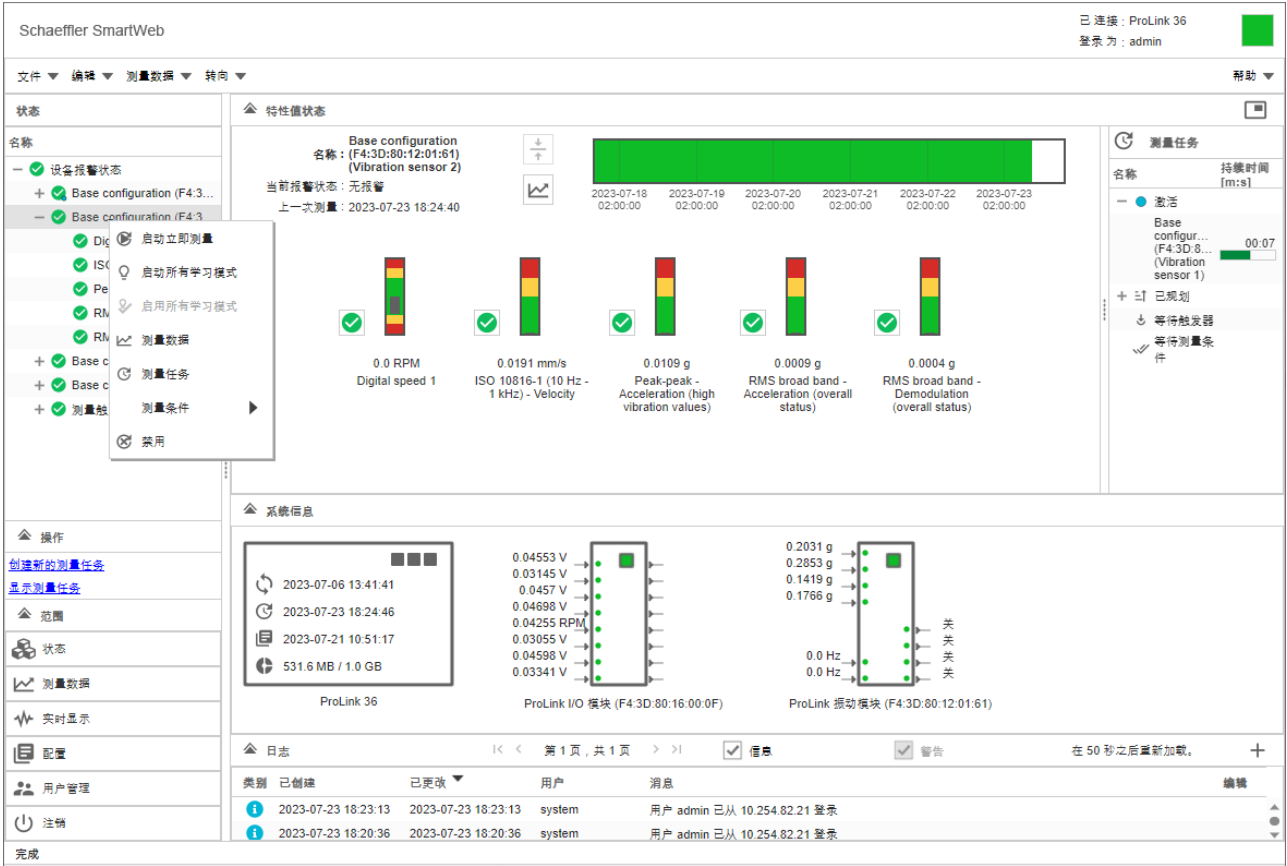 Schaeffler SmartWeb
已连接 : ProLink 36
登录为 : admin
文件 编辑 测量数据 转向 帮助
状态
名称
设备报警状态
Base configuration (F4:3...
Base configuration (F4:3
Dig
ISO
Pe
RM
RM
Base c
Base c
测量触
启动立即测量
启动所有学习模式
启用所有学习模式
测量数据
测量任务
测量条件
禁用
操作
创建新的测量任务
显示测量任务
范围
状态
测量数据
实时显示
配置
用户管理
注销
特性值状态
名称 : Base configuration
(F4:3D:80:12:01:61)
(Vibration sensor 2)
当前报警状态 : 无报警
上一次测量 : 2023-07-23 18:24:40
2023-07-18 2023-07-19 2023-07-20 2023-07-21 2023-07-22 2023-07-23
02:00:00 02:00:00 02:00:00 02:00:00 02:00:00 02:00:00
0.0 RPM
Digital speed 1
0.0191 mm/s
ISO 10816-1 (10 Hz -
1 kHz) - Velocity
0.0109 g
Peak-peak -
Acceleration (high
vibration values)
0.0009 g
RMS broad band -
Acceleration (overall
status)
0.0004 g
RMS broad band -
Demodulation
(overall status)
测量任务
名称 持续时间
[m:s]
激活
Base
configur...
(F4:3D:8... 00:07
(Vibration
sensor 1)
已规划
等待触发器
等待测量条
件
系统信息
2023-07-06 13:41:41
2023-07-23 18:24:46
2023-07-21 10:51:17
531.6 MB / 1.0 GB
ProLink 36
0.04553 V
0.03145 V
0.0457 V
0.04698 V
0.04255 RPM
0.03055 V
0.04598 V
0.03341 V
ProLink I/O 模块 (F4:3D:80:16:00:0F)
0.2031 g
0.2853 g
0.1419 g
0.1766 g
关
关
0.0 Hz 关
0.0 Hz 关
ProLink 振动模块 (F4:3D:80:12:01:61)
日志 第 1 页 , 共 1 页 信息 警告 在 50 秒之后重新加载。
类别 已创建 已更改 用户 消息 编辑
2023-07-23 18:23:13 2023-07-23 18:23:13 system 用户 admin 已从 10.254.82.21 登录
2023-07-23 18:20:36 2023-07-23 18:20:36 system 用户 admin 已从 10.254.82.21 登录
完成